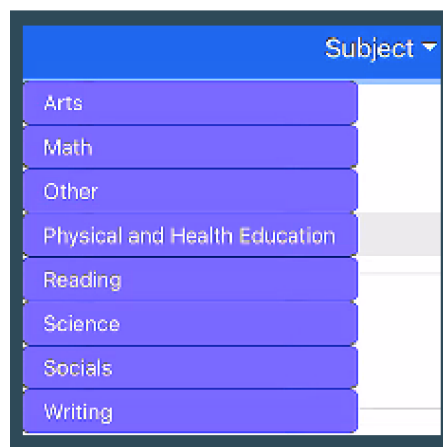 Subject
Arts
Math
Other
Physical and Health Education
Reading
Science
Socials
Writing